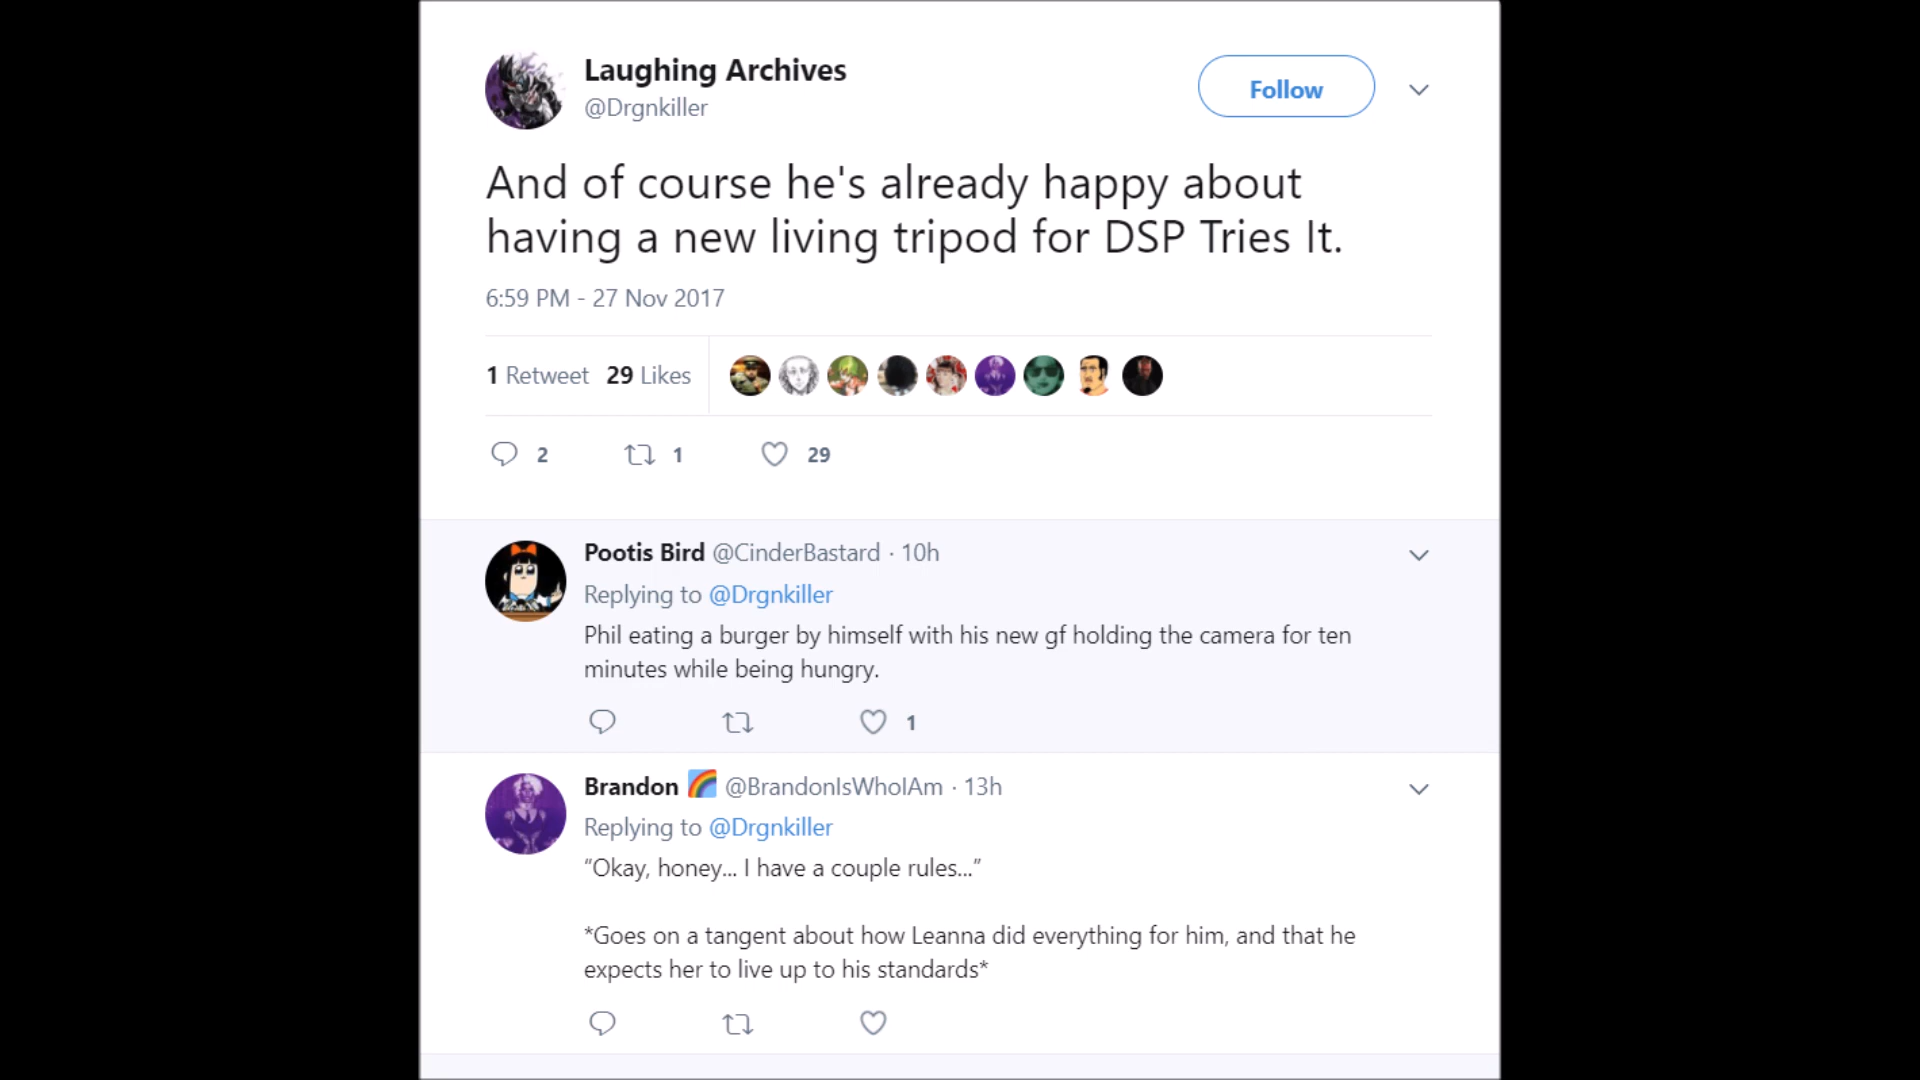 Laughing Archives
@Drgnkiller
Follow
And of course he's already happy about
having a new living tripod for DSP Tries It.
6:59 PM - 27 Nov 2017
1 Retweet 29 Likes
2 1 29
Pootis Bird @CinderBastard · 10h
Replying to @Drgnkiller
Phil eating a burger by himself with his new gf holding the camera for ten
minutes while being hungry.
1
Brandon 🌈 @BrandonIsWhoIAm · 13h
Replying to @Drgnkiller
“Okay, honey... I have a couple rules...”
*Goes on a tangent about how Leanna did everything for him, and that he
expects her to live up to his standards*